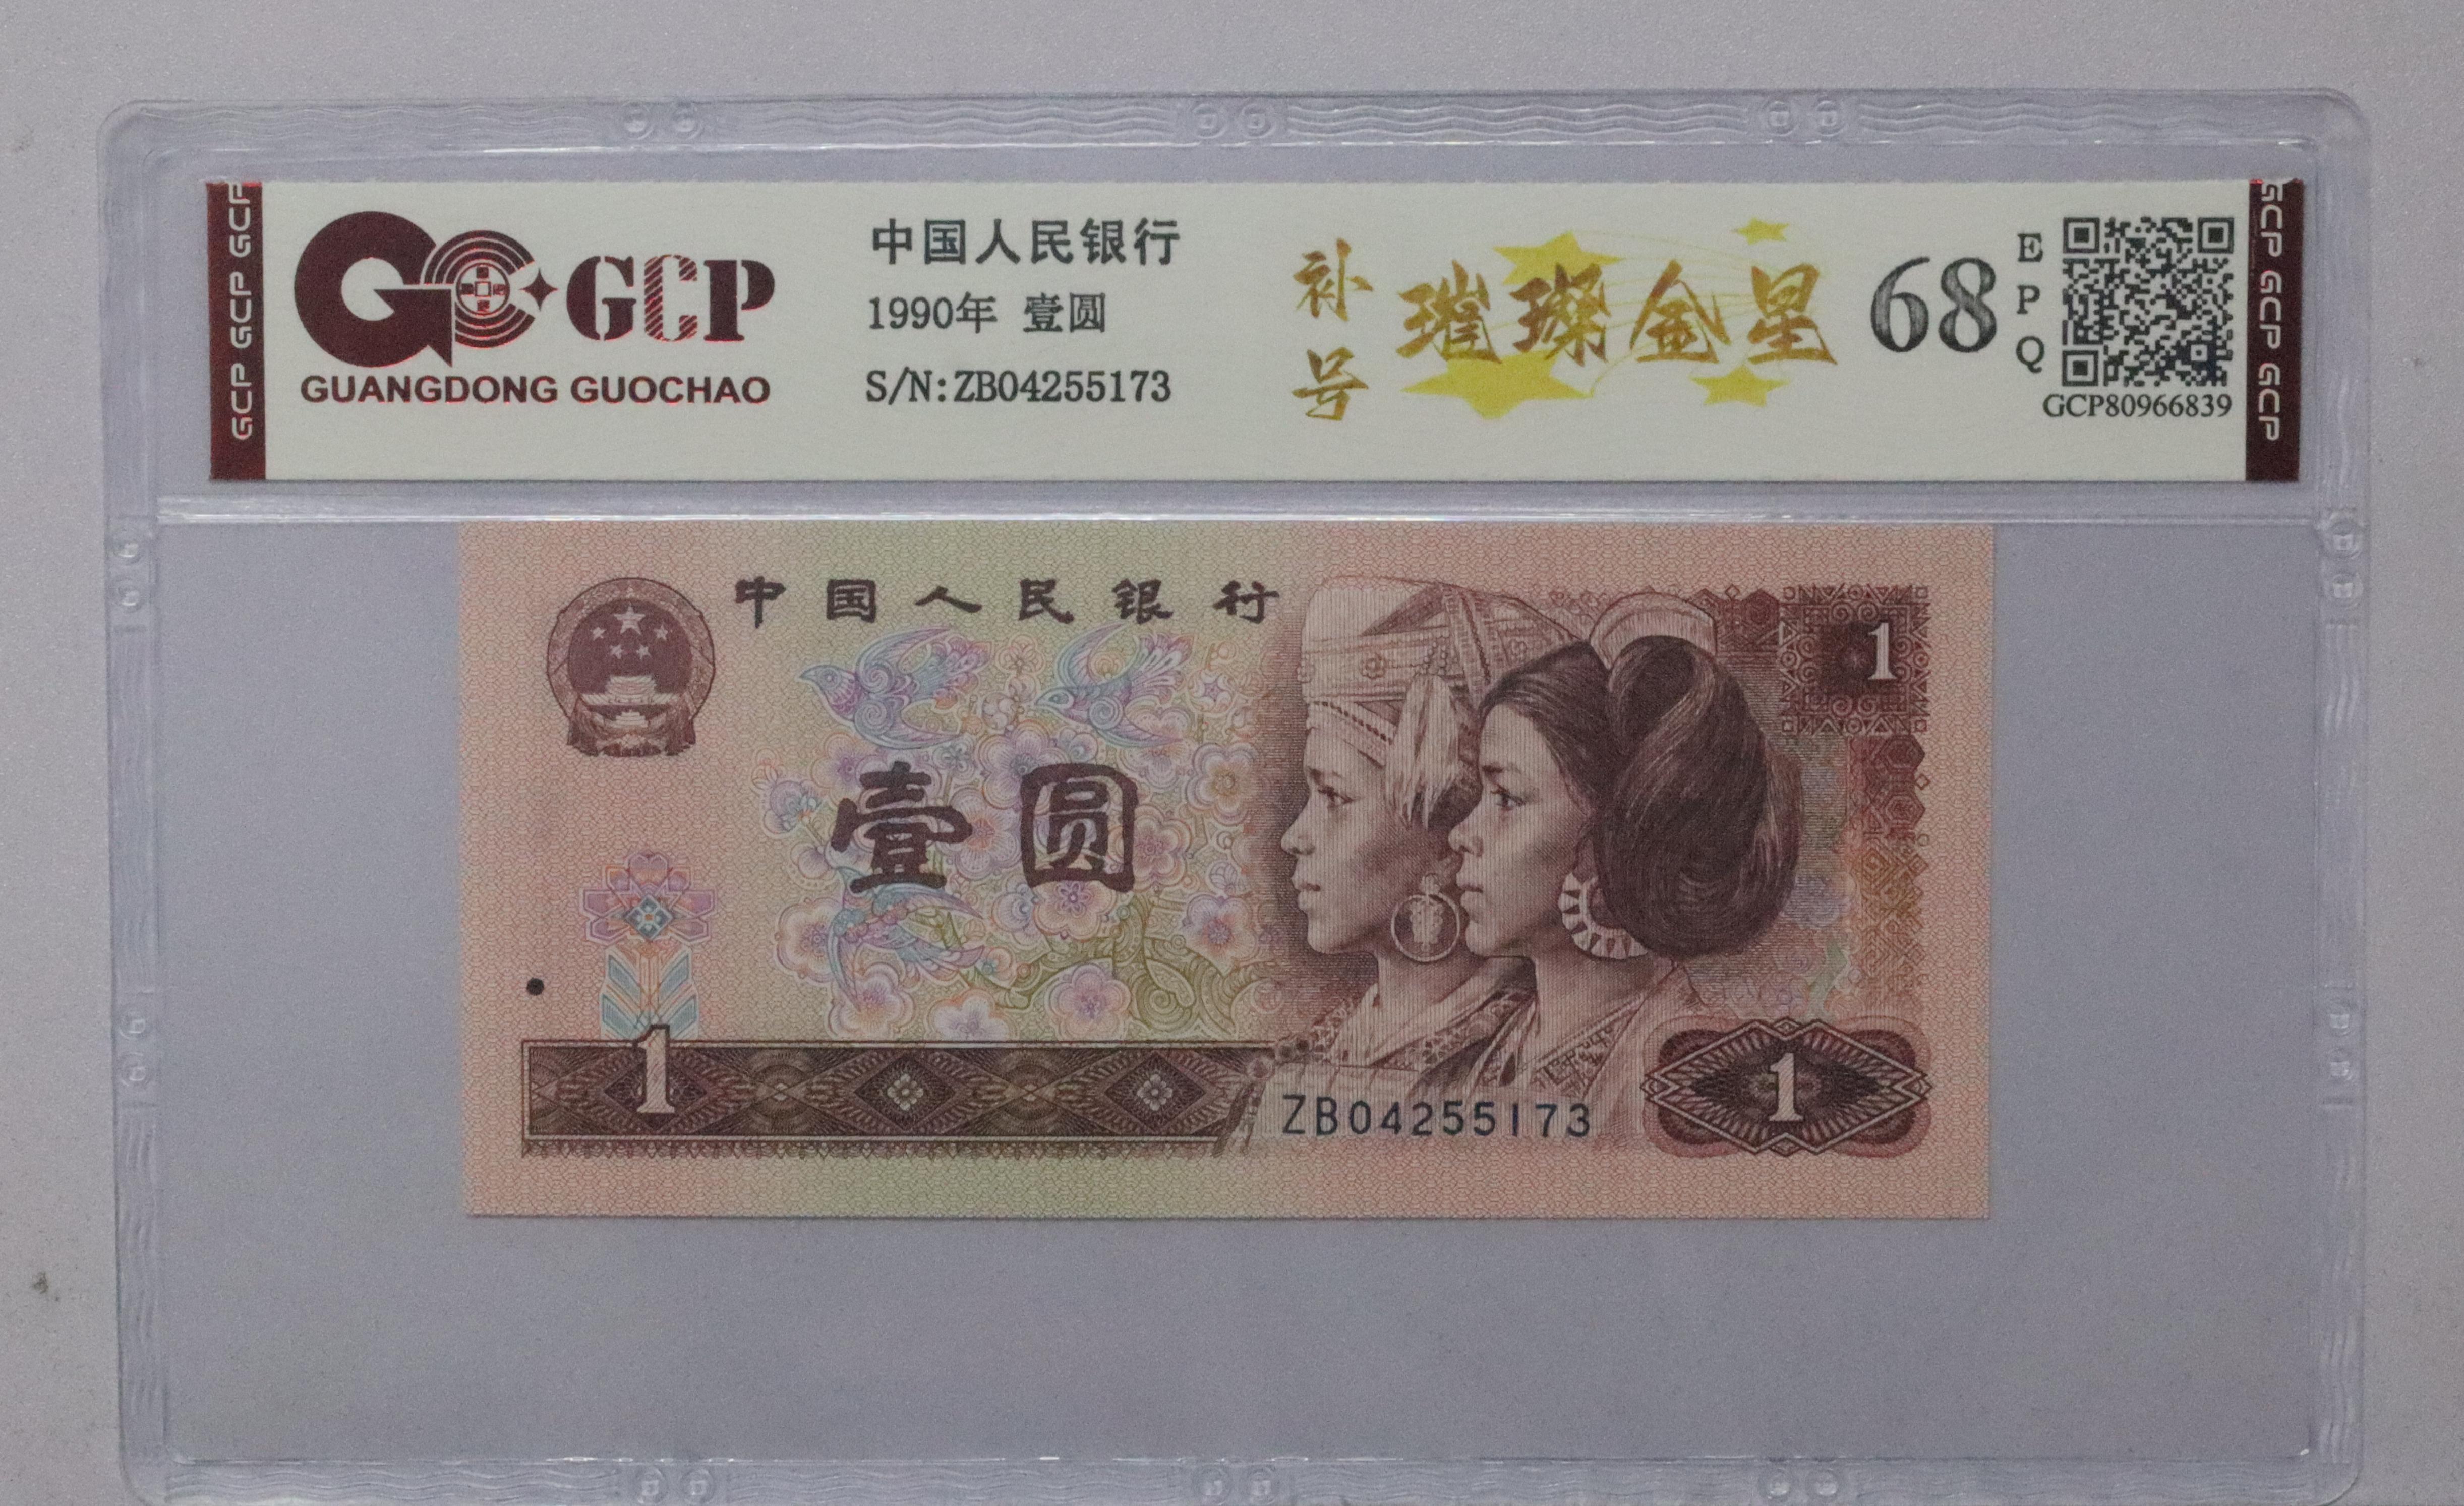 GCP GCP GCP
GCP
GUANGDONG GUOCHAO
中国人民银行
1990年 壹圆
S/N:ZB04255173
补号
璀璨金星
68
EPQ
GCP80966839
GCP GCP GCP
中国人民银行
1
壹圆
1
ZB04255173
1